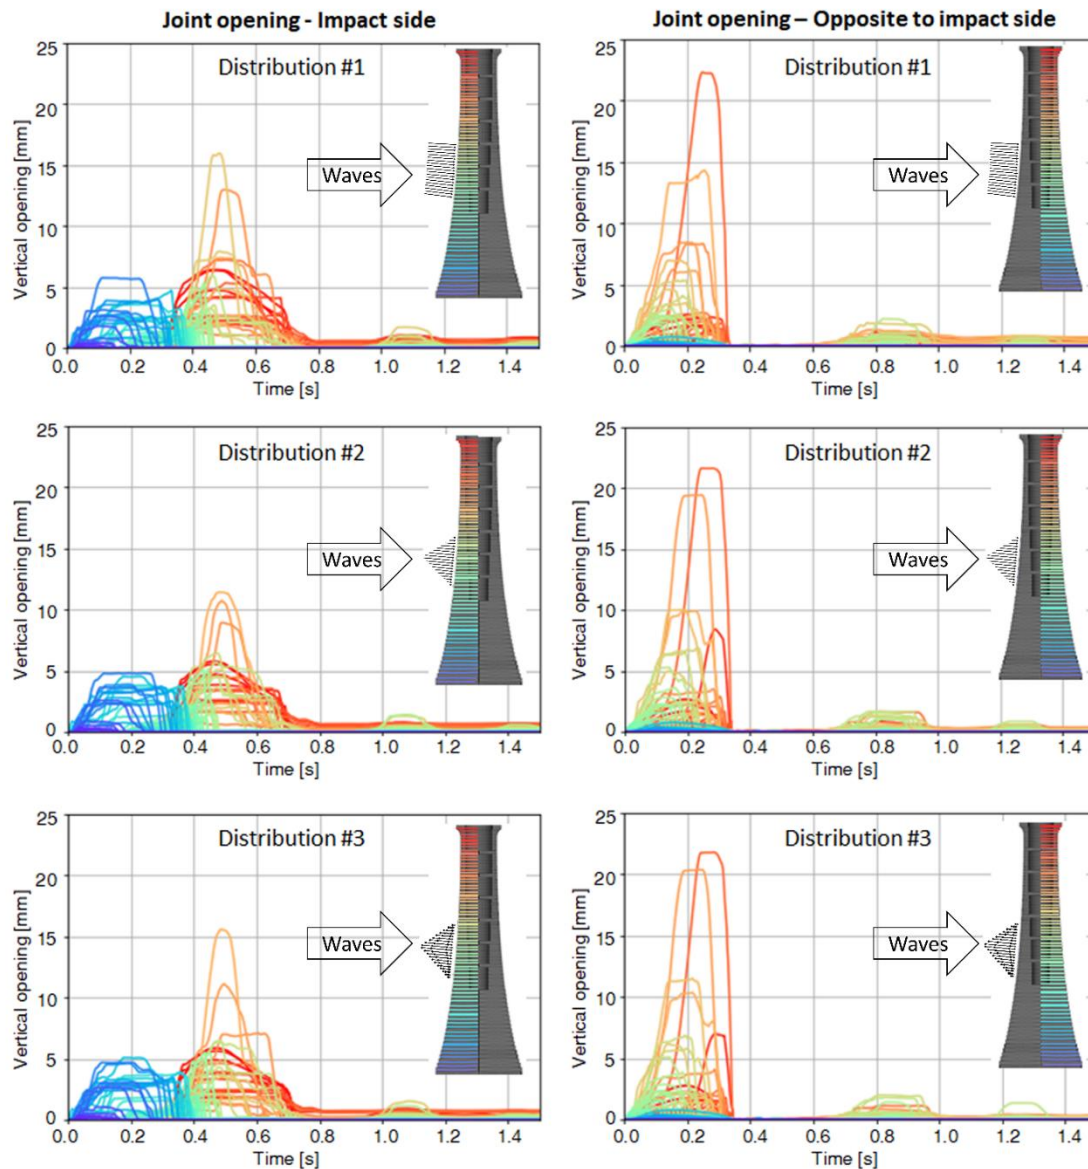 Joint opening - Impact side
Joint opening – Opposite to impact side
25
20
15
10
5
0
Vertical opening [mm]
Distribution #1
Waves
0.0 0.2 0.4 0.6 0.8 1.0 1.2 1.4
Time [s]
25
20
15
10
5
0
Vertical opening [mm]
Distribution #1
Waves
0.0 0.2 0.4 0.6 0.8 1.0 1.2 1.4
Time [s]
25
20
15
10
5
0
Vertical opening [mm]
Distribution #2
Waves
0.0 0.2 0.4 0.6 0.8 1.0 1.2 1.4
Time [s]
25
20
15
10
5
0
Vertical opening [mm]
Distribution #2
Waves
0.0 0.2 0.4 0.6 0.8 1.0 1.2 1.4
Time [s]
25
20
15
10
5
0
Vertical opening [mm]
Distribution #3
Waves
0.0 0.2 0.4 0.6 0.8 1.0 1.2 1.4
Time [s]
25
20
15
10
5
0
Vertical opening [mm]
Distribution #3
Waves
0.0 0.2 0.4 0.6 0.8 1.0 1.2 1.4
Time [s]